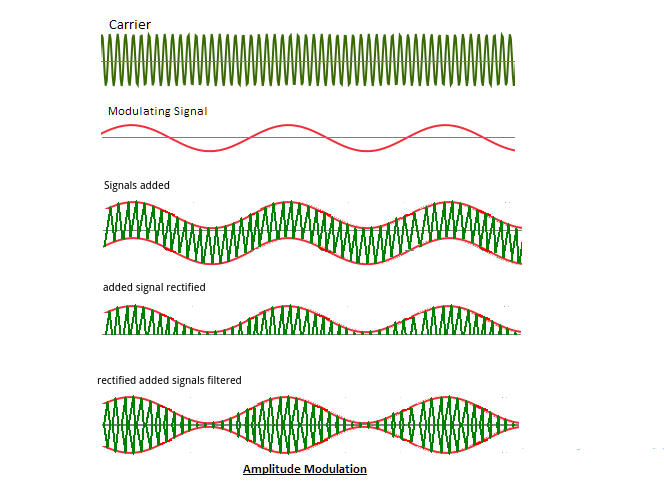 Carrier
Modulating Signal
Signals added
added signal rectified
rectified added signals filtered
Amplitude Modulation